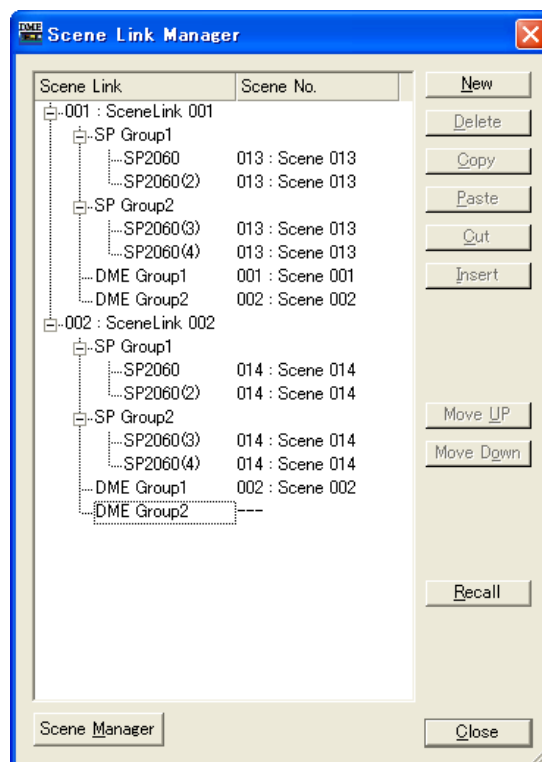 DME
Scene Link Manager
Scene Link Scene No.
001 : SceneLink 001
SP Group1
SP2060 013 : Scene 013
SP2060(2) 013 : Scene 013
SP Group2
SP2060(3) 013 : Scene 013
SP2060(4) 013 : Scene 013
DME Group1 001 : Scene 001
DME Group2 002 : Scene 002
002 : SceneLink 002
SP Group1
SP2060 014 : Scene 014
SP2060(2) 014 : Scene 014
SP Group2
SP2060(3) 014 : Scene 014
SP2060(4) 014 : Scene 014
DME Group1 002 : Scene 002
DME Group2 ---
New
Delete
Copy
Paste
Cut
Insert
Move UP
Move Down
Recall
Scene Manager
Close